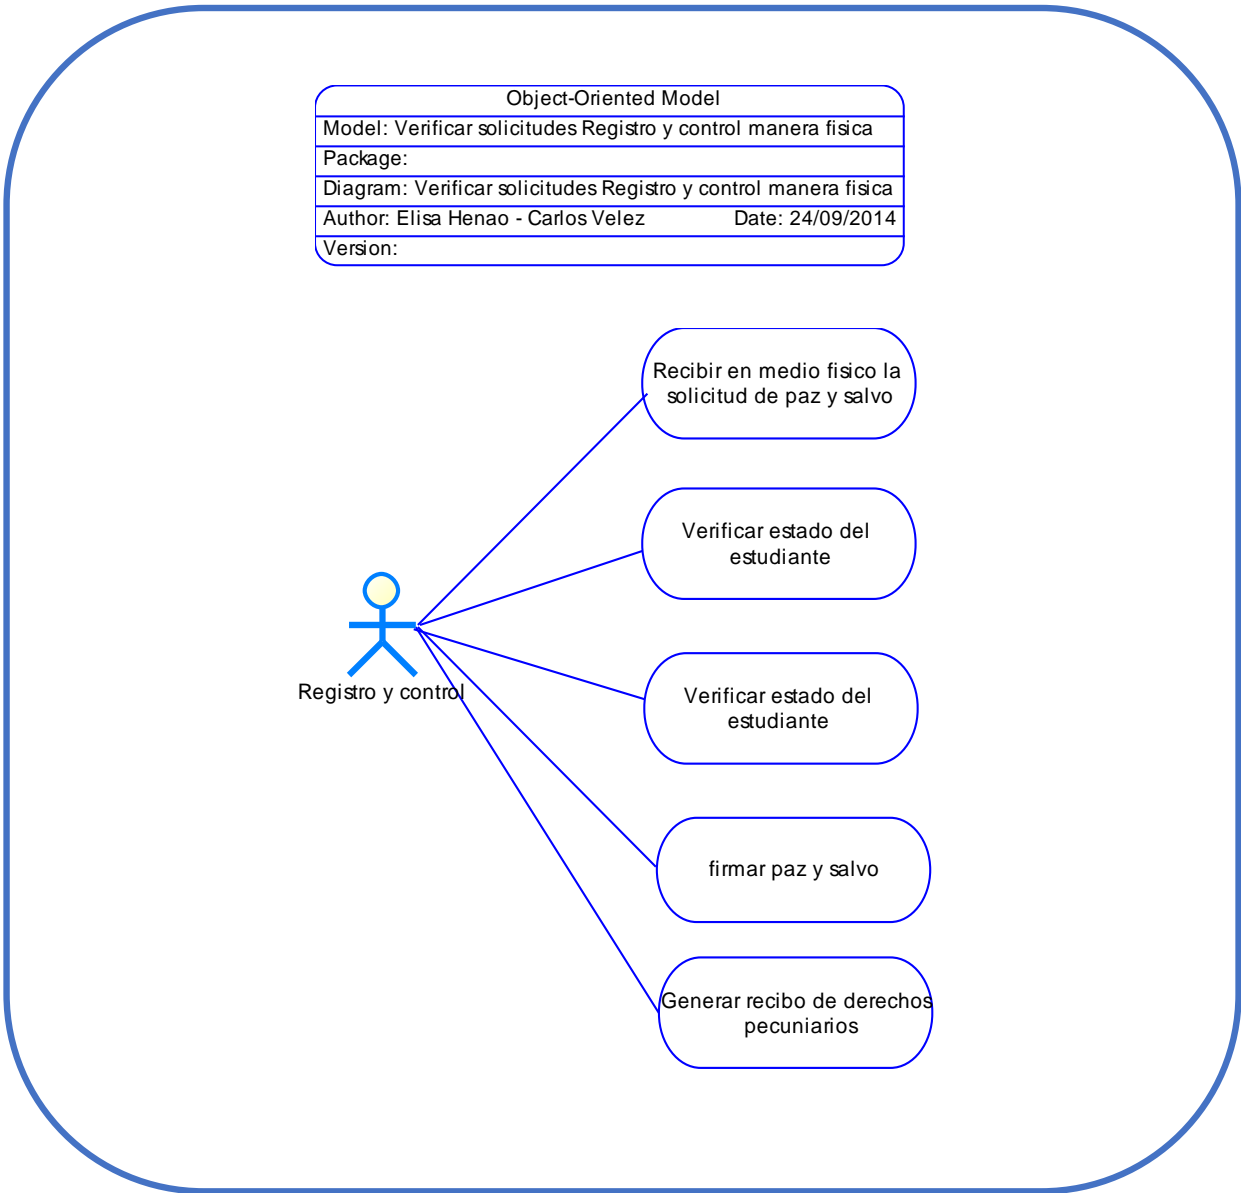 Object-Oriented Model
Model: Verificar solicitudes Registro y control manera fisica
Package:
Diagram: Verificar solicitudes Registro y control manera fisica
Author: Elisa Henao - Carlos Velez Date: 24/09/2014
Version:
Recibir en medio fisico la
solicitud de paz y salvo
Verificar estado del
estudiante
Registro y control
Verificar estado del
estudiante
firmar paz y salvo
Generar recibo de derechos
pecuniarios